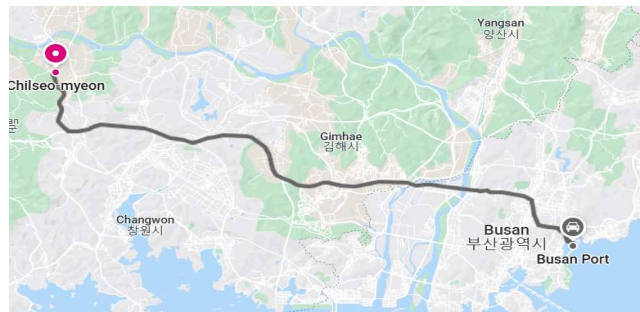 Yangsan
양산시
Chilseo-myeon
Gimhae
김해시
Changwon
창원시
Busan
부산광역시
Busan Port